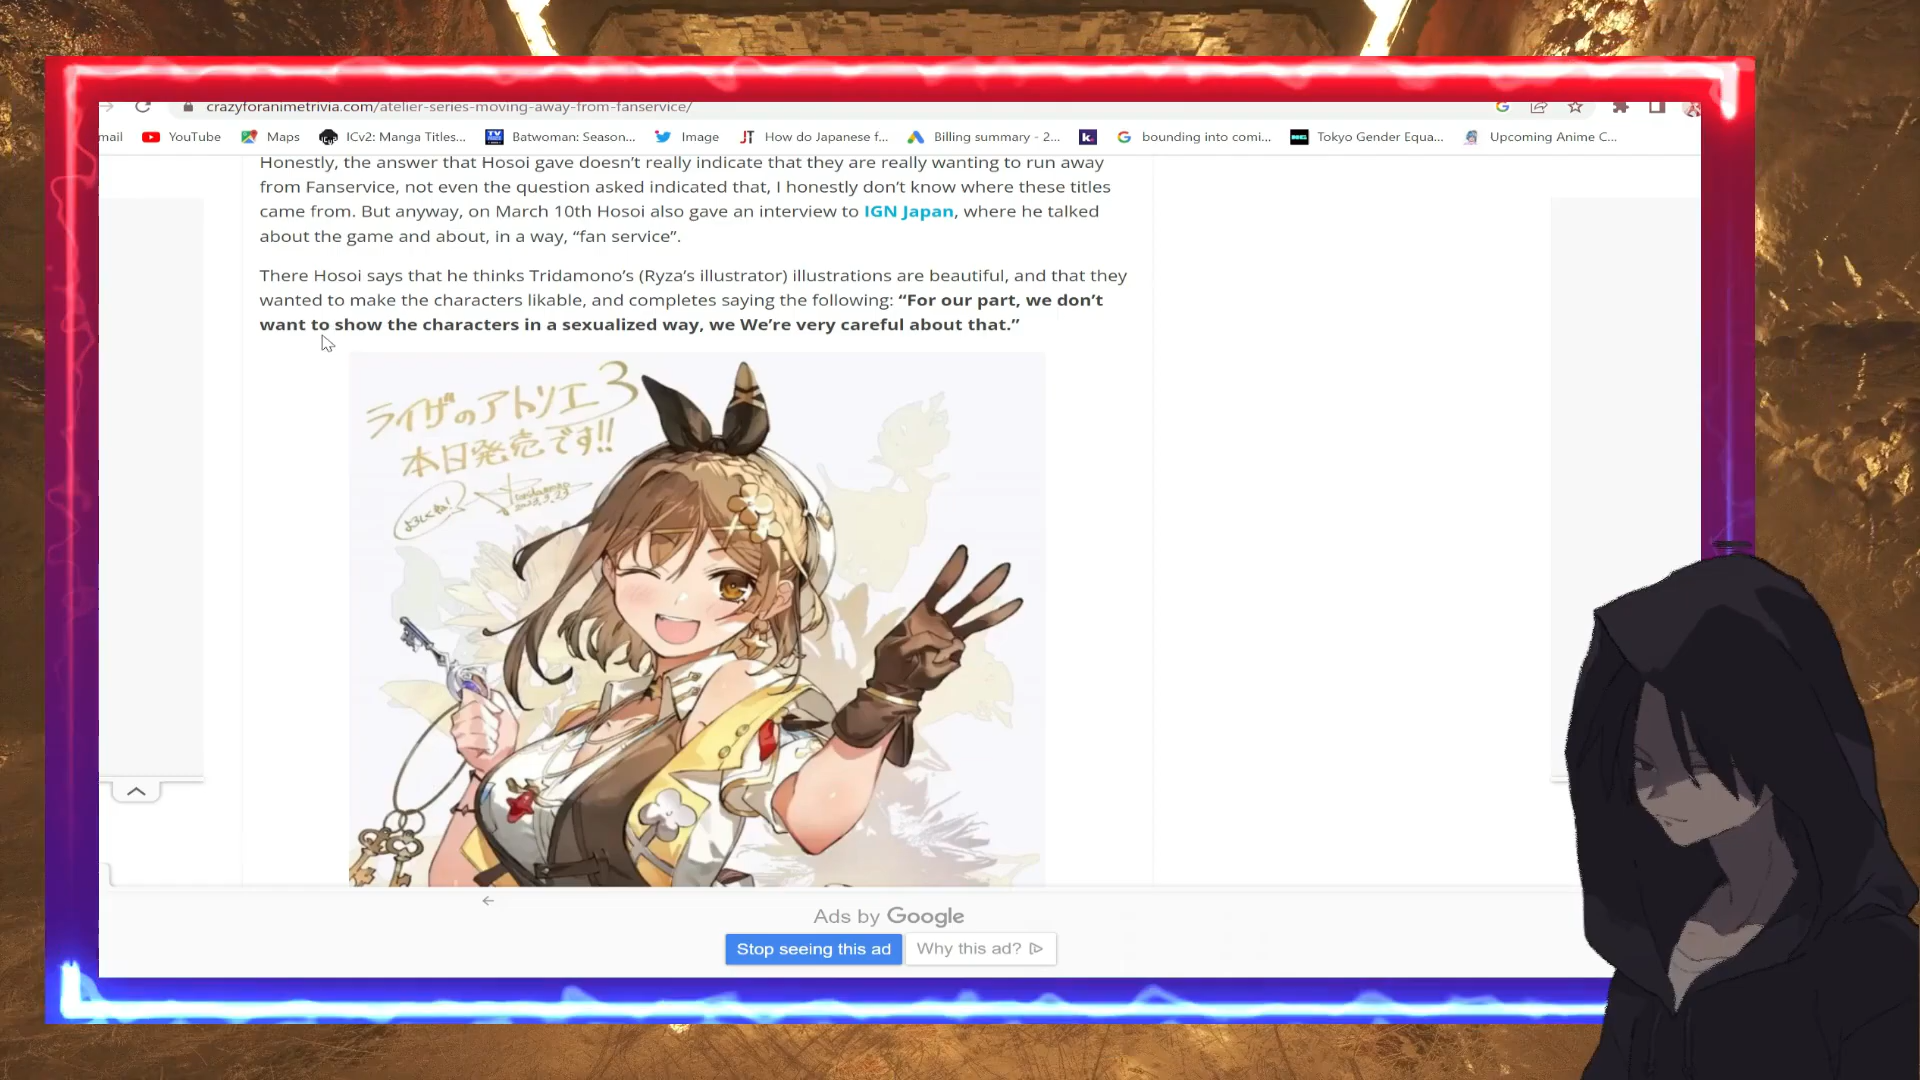 crazyforanimetrivia.com/atelier-series-moving-away-from-fanservice/
mail YouTube Maps ICv2: Manga Titles... Batwoman: Season... Image How do Japanese f... Billing summary - 2... k. bounding into comi... Tokyo Gender Equa... Upcoming Anime C...
Honestly, the answer that Hosoi gave doesn’t really indicate that they are really wanting to run away
from Fanservice, not even the question asked indicated that, I honestly don’t know where these titles
came from. But anyway, on March 10th Hosoi also gave an interview to IGN Japan, where he talked
about the game and about, in a way, “fan service”.
There Hosoi says that he thinks Tridamono’s (Ryza’s illustrator) illustrations are beautiful, and that they
wanted to make the characters likable, and completes saying the following: “For our part, we don’t
want to show the characters in a sexualized way, we We’re very careful about that.”
ライザのアトリエ3
本日発売です!!
よろしくね!
2023.3.23
Ads by Google
Stop seeing this ad Why this ad?